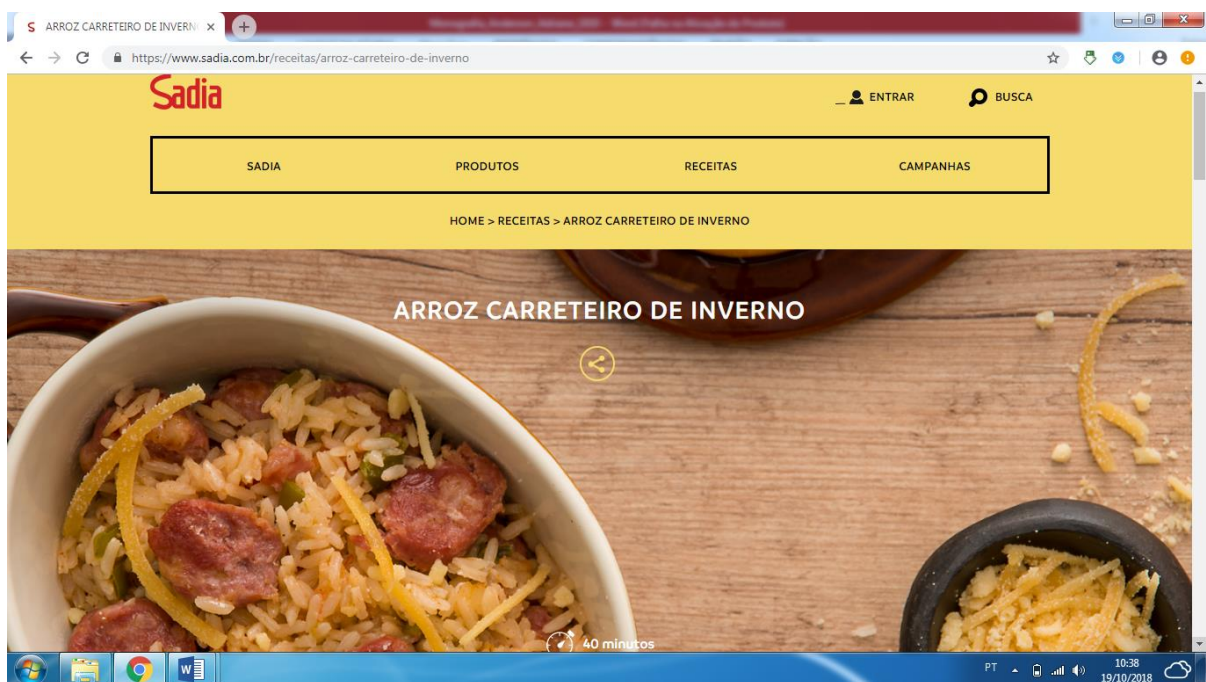 S ARROZ CARRETEIRO DE INVERN
https://www.sadia.com.br/receitas/arroz-carreteiro-de-inverno
Sadia
_ ENTRAR BUSCA
SADIA PRODUTOS RECEITAS CAMPANHAS
HOME > RECEITAS > ARROZ CARRETEIRO DE INVERNO
ARROZ CARRETEIRO DE INVERNO
40 minutos
PT 10:38
19/10/2018